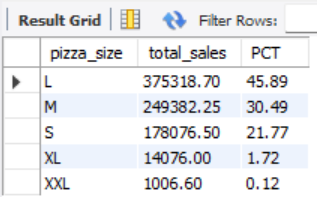 Result Grid Filter Rows:
pizza_size total_sales PCT
L 375318.70 45.89
M 249382.25 30.49
S 178076.50 21.77
XL 14076.00 1.72
XXL 1006.60 0.12